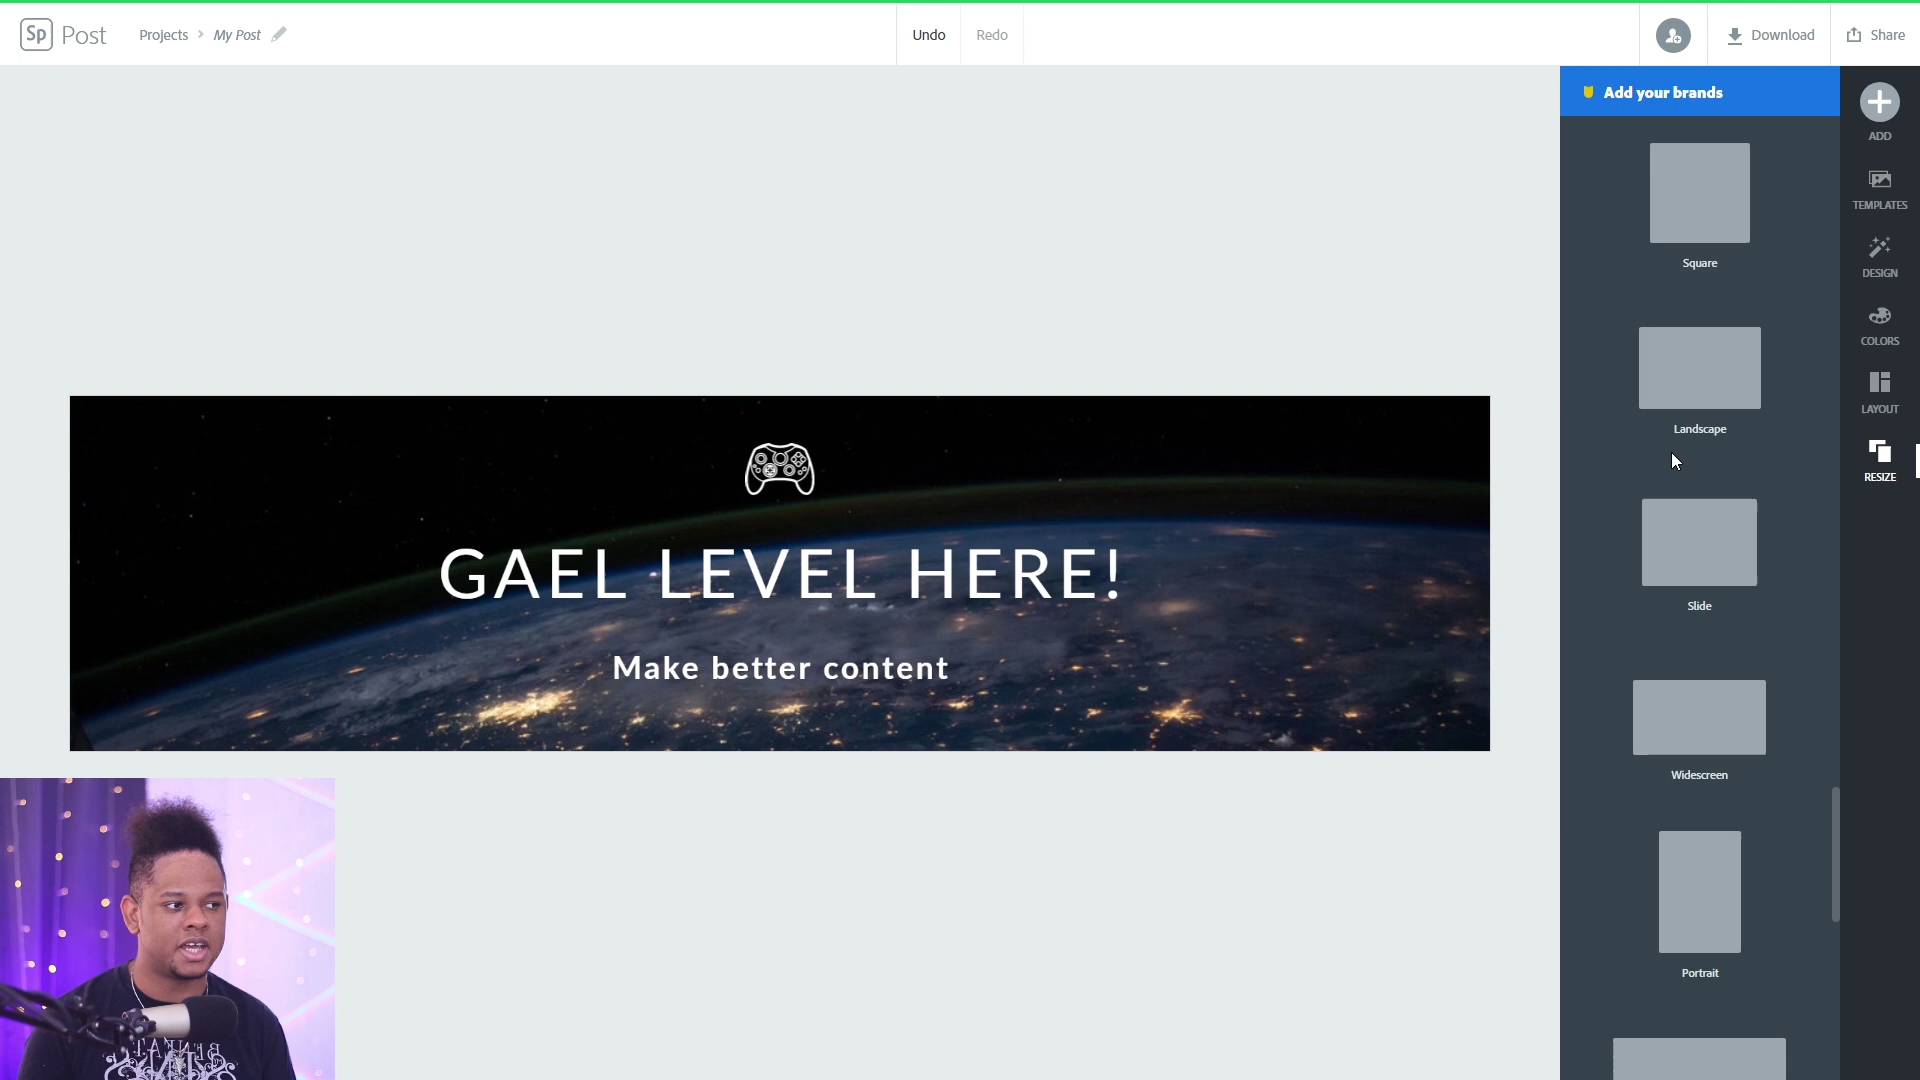 Sp Post
Projects > My Post
Undo
Redo
Download
Share
Add your brands
Square
Landscape
Slide
Widescreen
Portrait
ADD
TEMPLATES
DESIGN
COLORS
LAYOUT
RESIZE
GAEL LEVEL HERE!
Make better content